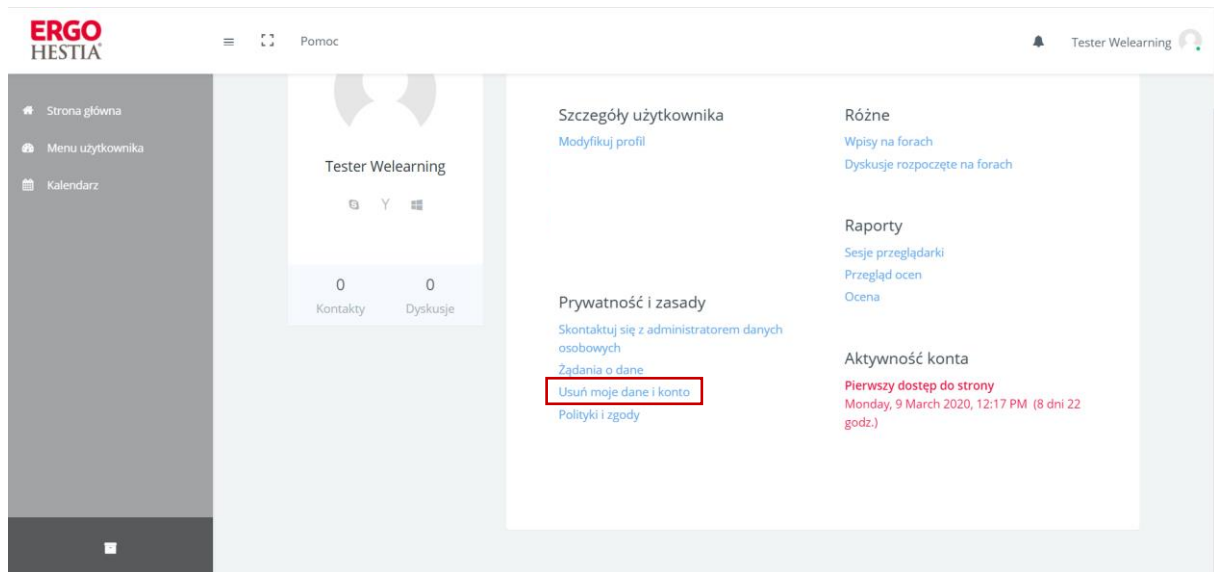 ERGO
HESTIA®
Pomoc
Tester Welearning
Strona główna
Menu użytkownika
Kalendarz
Tester Welearning
0
Kontakty
0
Dyskusje
Szczegóły użytkownika
Modyfikuj profil
Prywatność i zasady
Skontaktuj się z administratorem danych
osobowych
Żądania o dane
Usuń moje dane i konto
Polityki i zgody
Różne
Wpisy na forach
Dyskusje rozpoczęte na forach
Raporty
Sesje przeglądarki
Przegląd ocen
Ocena
Aktywność konta
Pierwszy dostęp do strony
Monday, 9 March 2020, 12:17 PM (8 dni 22
godz.)